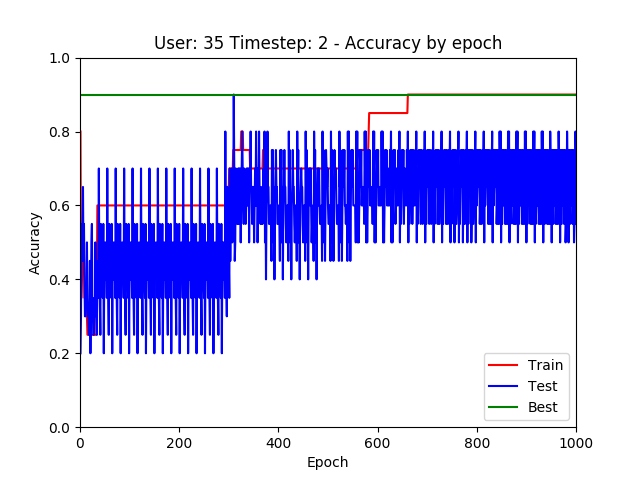 User: 35 Timestep: 2 - Accuracy by epoch
1.0
0.8
0.6
0.4
0.2
0.0
Accuracy
0 200 400 600 800 1000
Epoch
Train
Test
Best